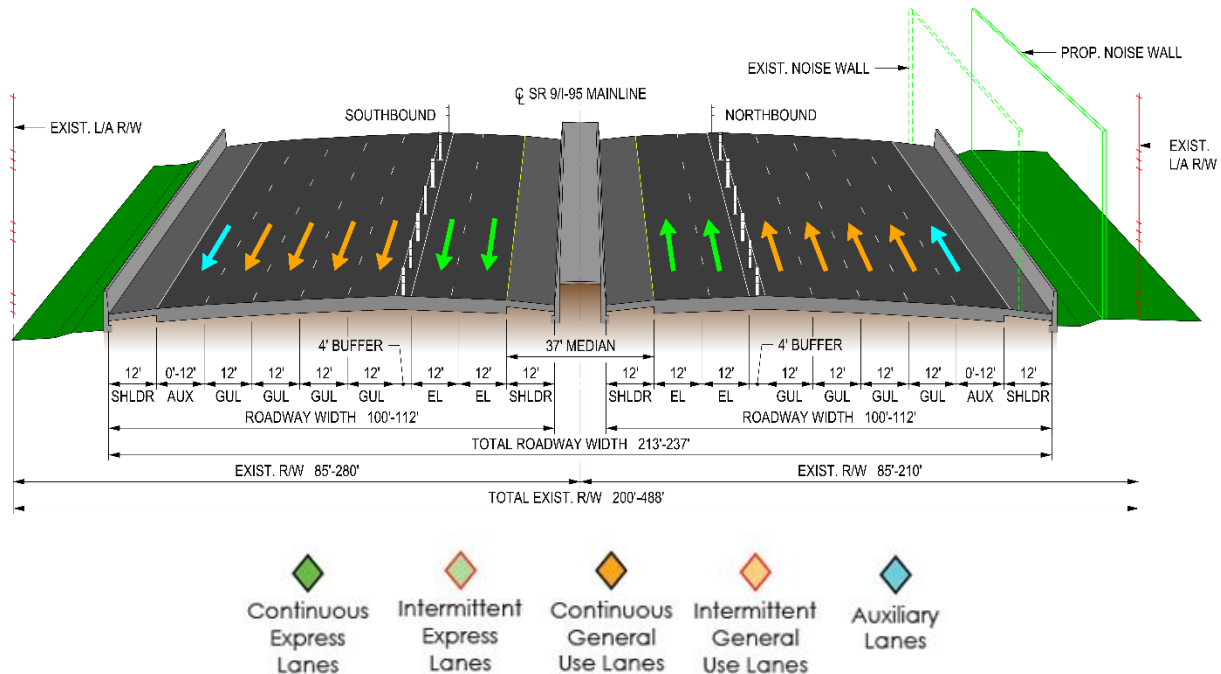 PROP. NOISE WALL
EXIST. NOISE WALL
℄ SR 9/I-95 MAINLINE
SOUTHBOUND
NORTHBOUND
EXIST. L/A R/W
EXIST.
L/A R/W
4' BUFFER
37' MEDIAN
4' BUFFER
12' 0'-12' 12' 12' 12' 12' 12' 12' 12' 12' 12' 12' 12' 12' 12' 12' 0'-12' 12'
SHLDR AUX GUL GUL GUL GUL EL EL SHLDR SHLDR EL EL GUL GUL GUL GUL AUX SHLDR
ROADWAY WIDTH 100'-112'
ROADWAY WIDTH 100'-112'
TOTAL ROADWAY WIDTH 213'-237'
EXIST. R/W 85'-280'
EXIST. R/W 85'-210'
TOTAL EXIST. R/W 200'-488'
Continuous
Express
Lanes
Intermittent
Express
Lanes
Continuous
General
Use Lanes
Intermittent
General
Use Lanes
Auxiliary
Lanes